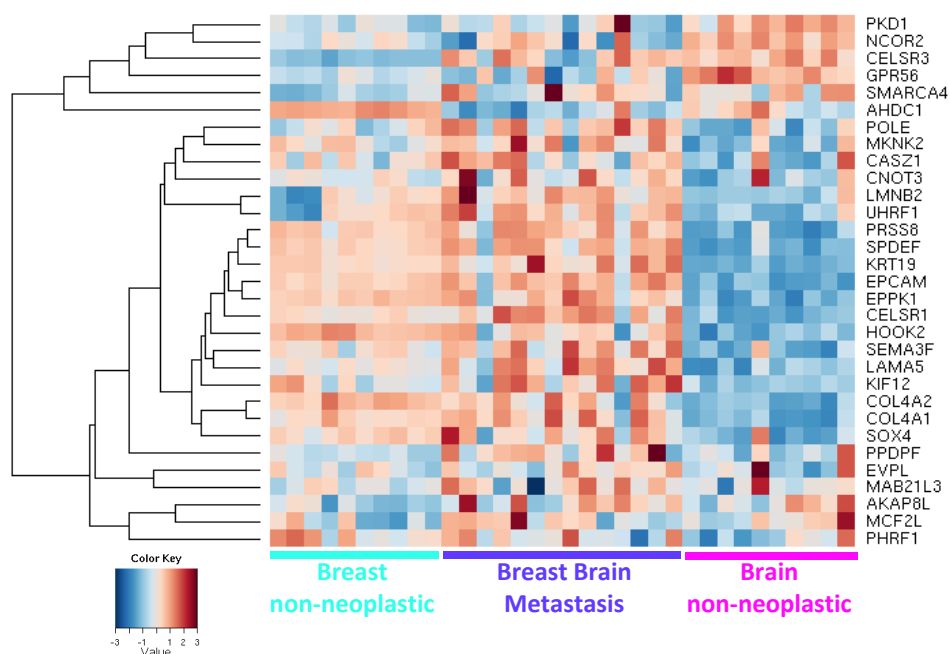 PKD1
NCOR2
CELSR3
GPR56
SMARCA4
AHDC1
POLE
MKNK2
CASZ1
CNOT3
LMNB2
UHRF1
PRSS8
SPDEF
KRT19
EPCAM
EPPK1
CELSR1
HOOK2
SEMA3F
LAMA5
KIF12
COL4A2
COL4A1
SOX4
PPDPF
EVPL
MAB21L3
AKAP8L
MCF2L
PHRF1
Color Key
-3 -1 1 2 3
Value
Breast
non-neoplastic
Breast Brain
Metastasis
Brain
non-neoplastic